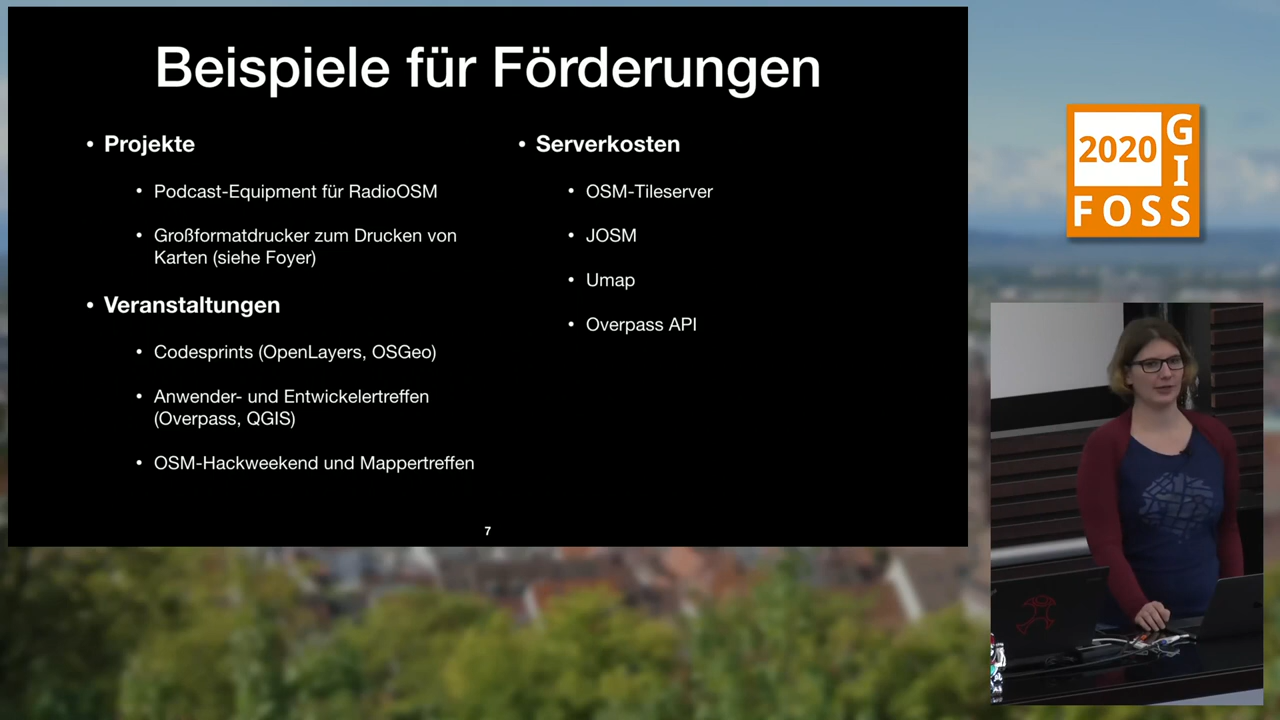 Beispiele für Förderungen
• Projekte
• Podcast-Equipment für RadioOSM
• Großformatdrucker zum Drucken von
Karten (siehe Foyer)
• Veranstaltungen
• Codesprints (OpenLayers, OSGeo)
• Anwender- und Entwickelertreffen
(Overpass, QGIS)
• OSM-Hackweekend und Mappertreffen
• Serverkosten
• OSM-Tileserver
• JOSM
• Umap
• Overpass API
7
2020
GIS
FOSS